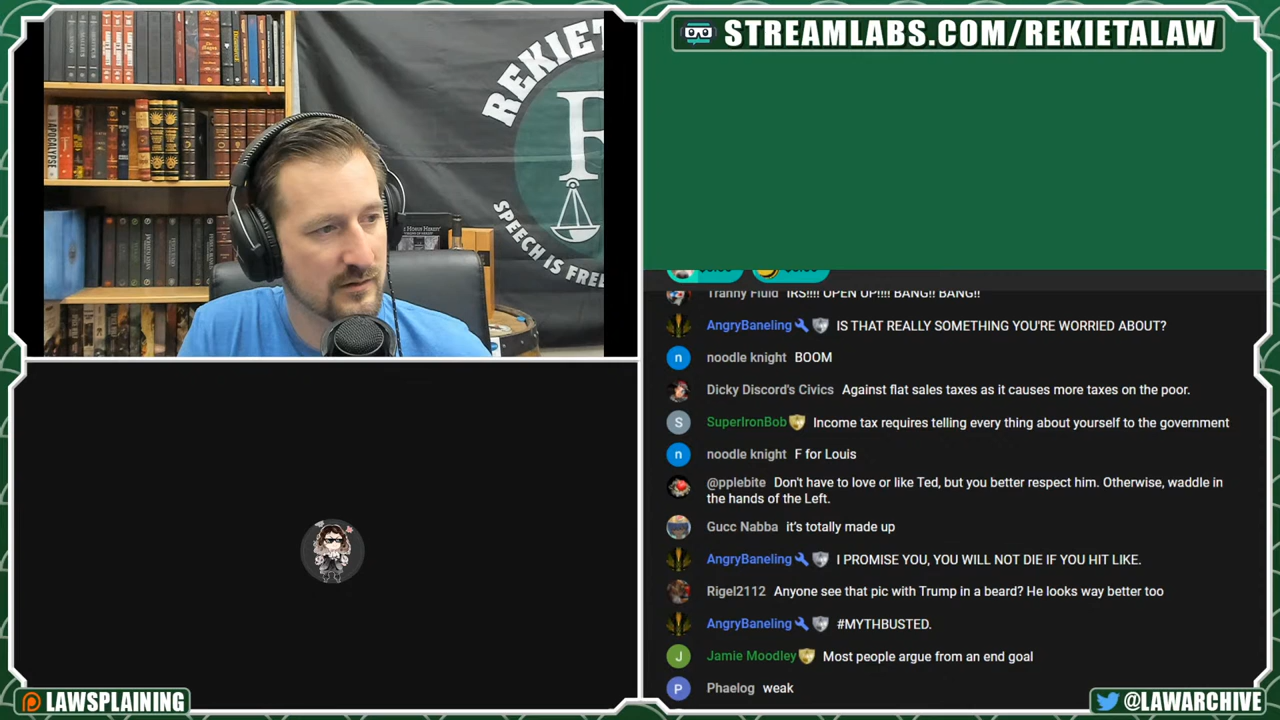 STREAMLABS.COM/REKIETALAW
REKIET
SPEECH IS FREE
APOCALYPSE
Tranny Fluid IRS!!!! OPEN UP!!!! BANG!! BANG!!
AngryBaneling IS THAT REALLY SOMETHING YOU'RE WORRIED ABOUT?
n noodle knight BOOM
Dicky Discord's Civics Against flat sales taxes as it causes more taxes on the poor.
S SuperIronBob Income tax requires telling every thing about yourself to the government
n noodle knight F for Louis
@pplebite Don't have to love or like Ted, but you better respect him. Otherwise, waddle in
the hands of the Left.
Gucc Nabba it's totally made up
AngryBaneling I PROMISE YOU, YOU WILL NOT DIE IF YOU HIT LIKE.
Rigel2112 Anyone see that pic with Trump in a beard? He looks way better too
AngryBaneling #MYTHBUSTED.
J Jamie Moodley Most people argue from an end goal
P Phaelog weak
LAWSPLAINING
@LAWARCHIVE